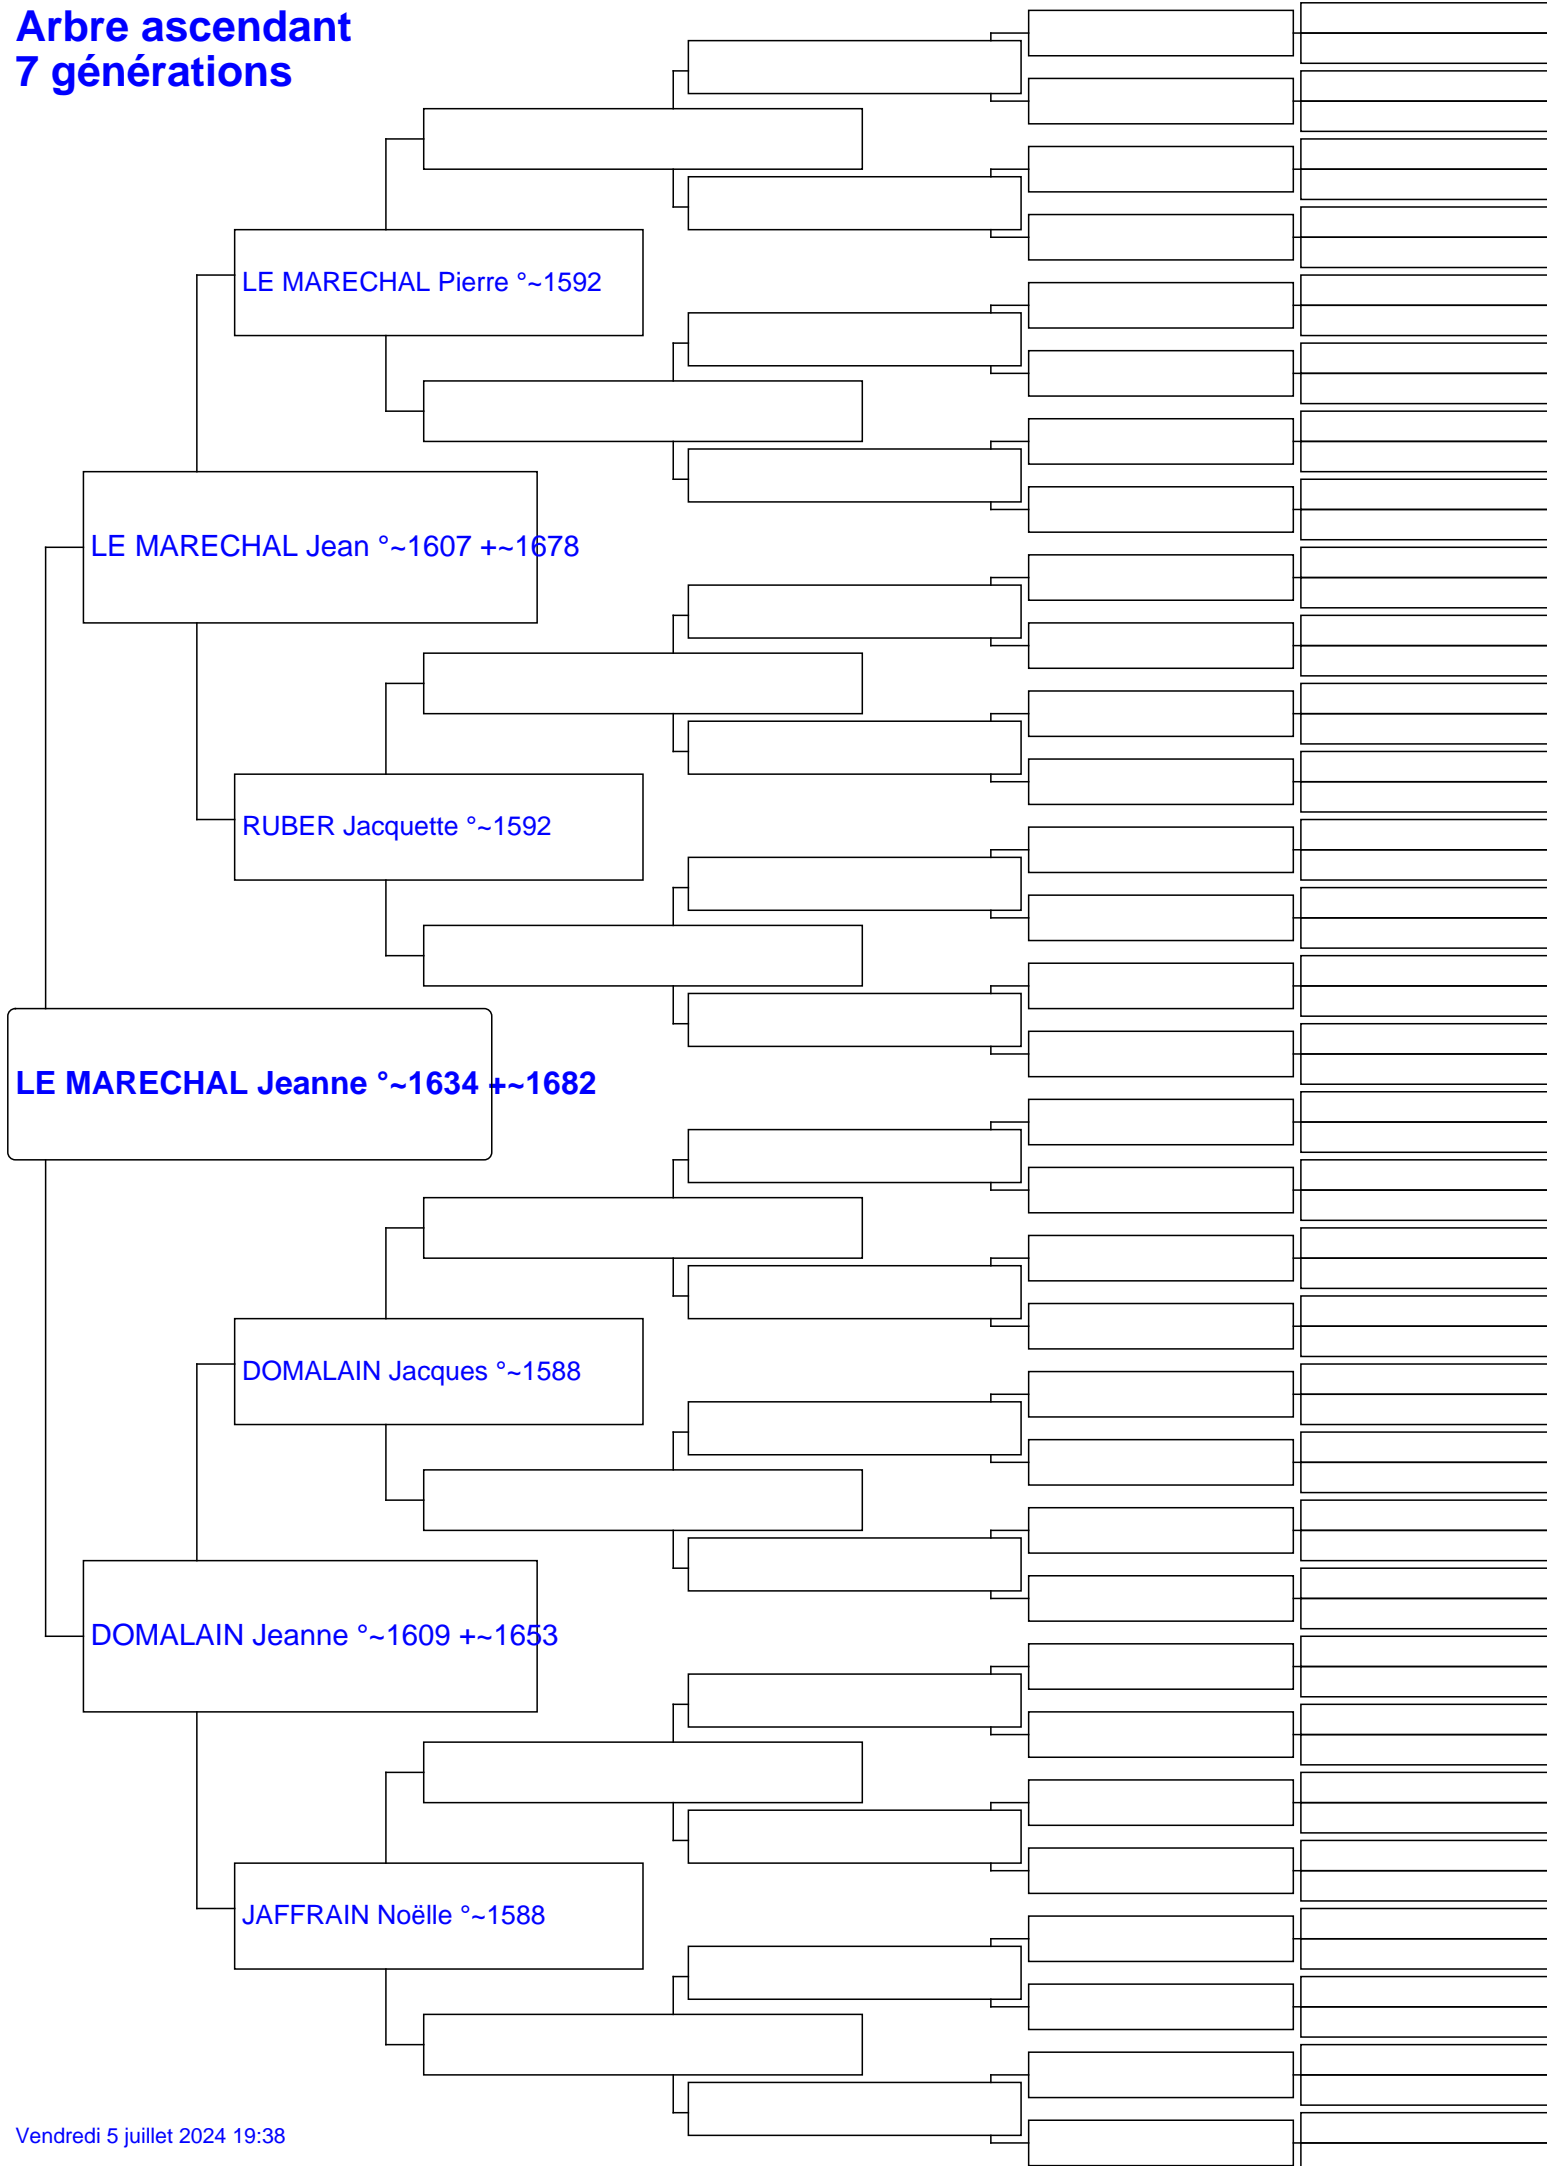 Arbre ascendant
7 générations
LE MARECHAL Pierre °~1592
LE MARECHAL Jean °~1607 +~1678
RUBER Jacquette °~1592
LE MARECHAL Jeanne °~1634 +~1682
DOMALAIN Jacques °~1588
DOMALAIN Jeanne °~1609 +~1653
JAFFRAIN Noëlle °~1588
Vendredi 5 juillet 2024 19:38